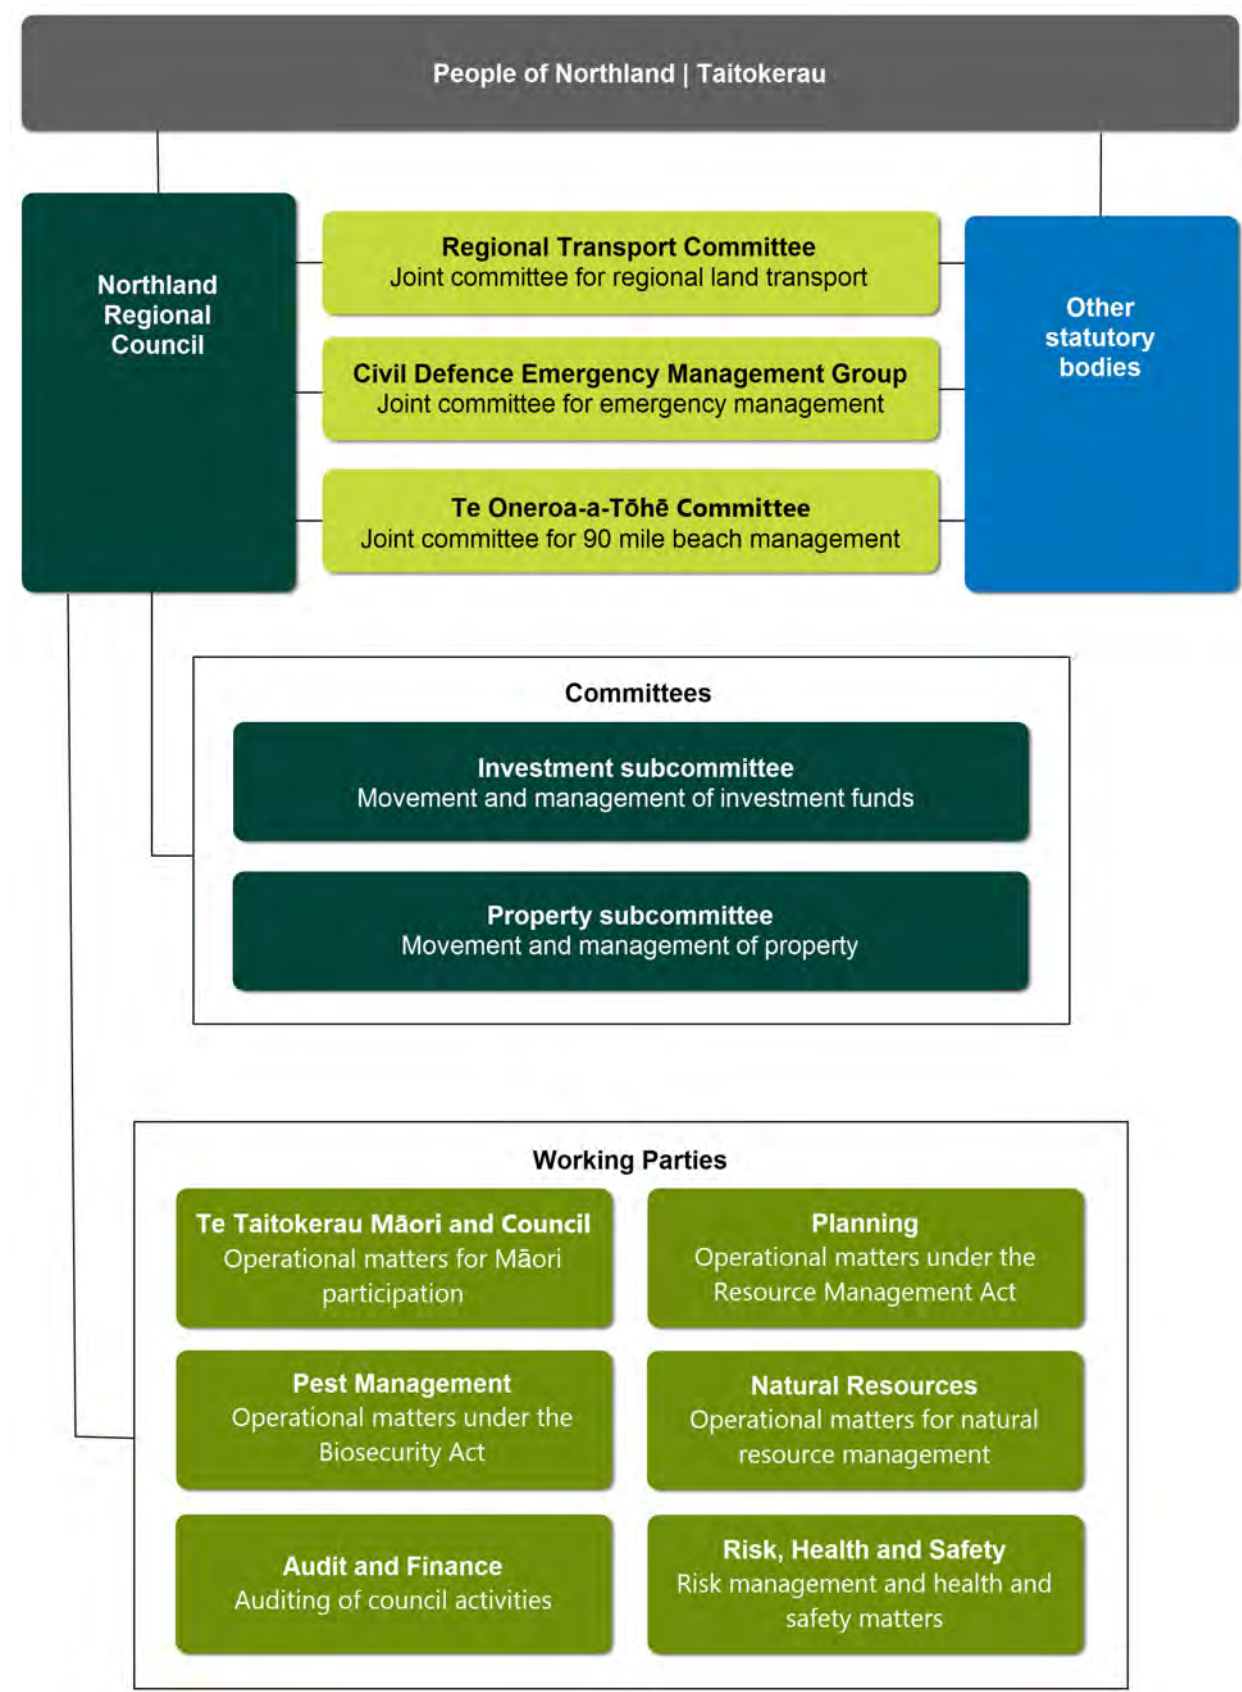 People of Northland | Taitokerau
Northland
Regional
Council
Regional Transport Committee
Joint committee for regional land transport
Civil Defence Emergency Management Group
Joint committee for emergency management
Te Oneroa-a-Tōhē Committee
Joint committee for 90 mile beach management
Other
statutory
bodies
Committees
Investment subcommittee
Movement and management of investment funds
Property subcommittee
Movement and management of property
Working Parties
Te Taitokerau Māori and Council
Operational matters for Māori
participation
Planning
Operational matters under the
Resource Management Act
Pest Management
Operational matters under the
Biosecurity Act
Natural Resources
Operational matters for natural
resource management
Audit and Finance
Auditing of council activities
Risk, Health and Safety
Risk management and health and
safety matters